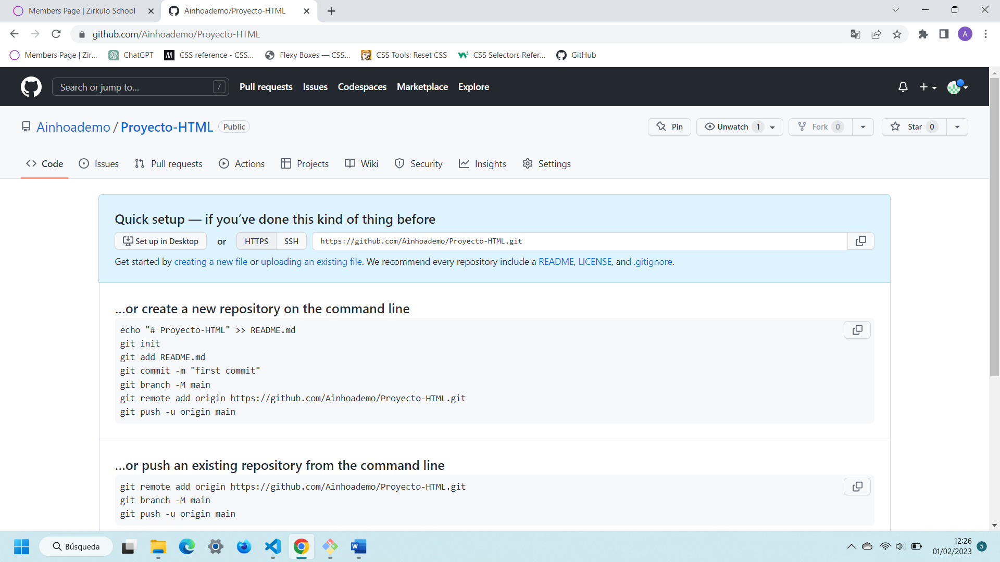 Members Page | Zirkulo School
Ainhoademo/Proyecto-HTML
github.com/Ainhoademo/Proyecto-HTML
A
Members Page | Zir...
ChatGPT
CSS reference - CSS...
Flexy Boxes — CSS...
CSS Tools: Reset CSS
CSS Selectors Refer...
GitHub
Search or jump to...
/
Pull requests
Issues
Codespaces
Marketplace
Explore
Ainhoademo / Proyecto-HTML
Public
Pin
Unwatch 1
Fork 0
Star 0
Code
Issues
Pull requests
Actions
Projects
Wiki
Security
Insights
Settings
Quick setup — if you’ve done this kind of thing before
Set up in Desktop
or
HTTPS
SSH
https://github.com/Ainhoademo/Proyecto-HTML.git
Get started by creating a new file or uploading an existing file. We recommend every repository include a README, LICENSE, and .gitignore.
...or create a new repository on the command line
echo "# Proyecto-HTML" >> README.md
git init
git add README.md
git commit -m "first commit"
git branch -M main
git remote add origin https://github.com/Ainhoademo/Proyecto-HTML.git
git push -u origin main
...or push an existing repository from the command line
git remote add origin https://github.com/Ainhoademo/Proyecto-HTML.git
git branch -M main
git push -u origin main
Búsqueda
12:26
01/02/2023
5